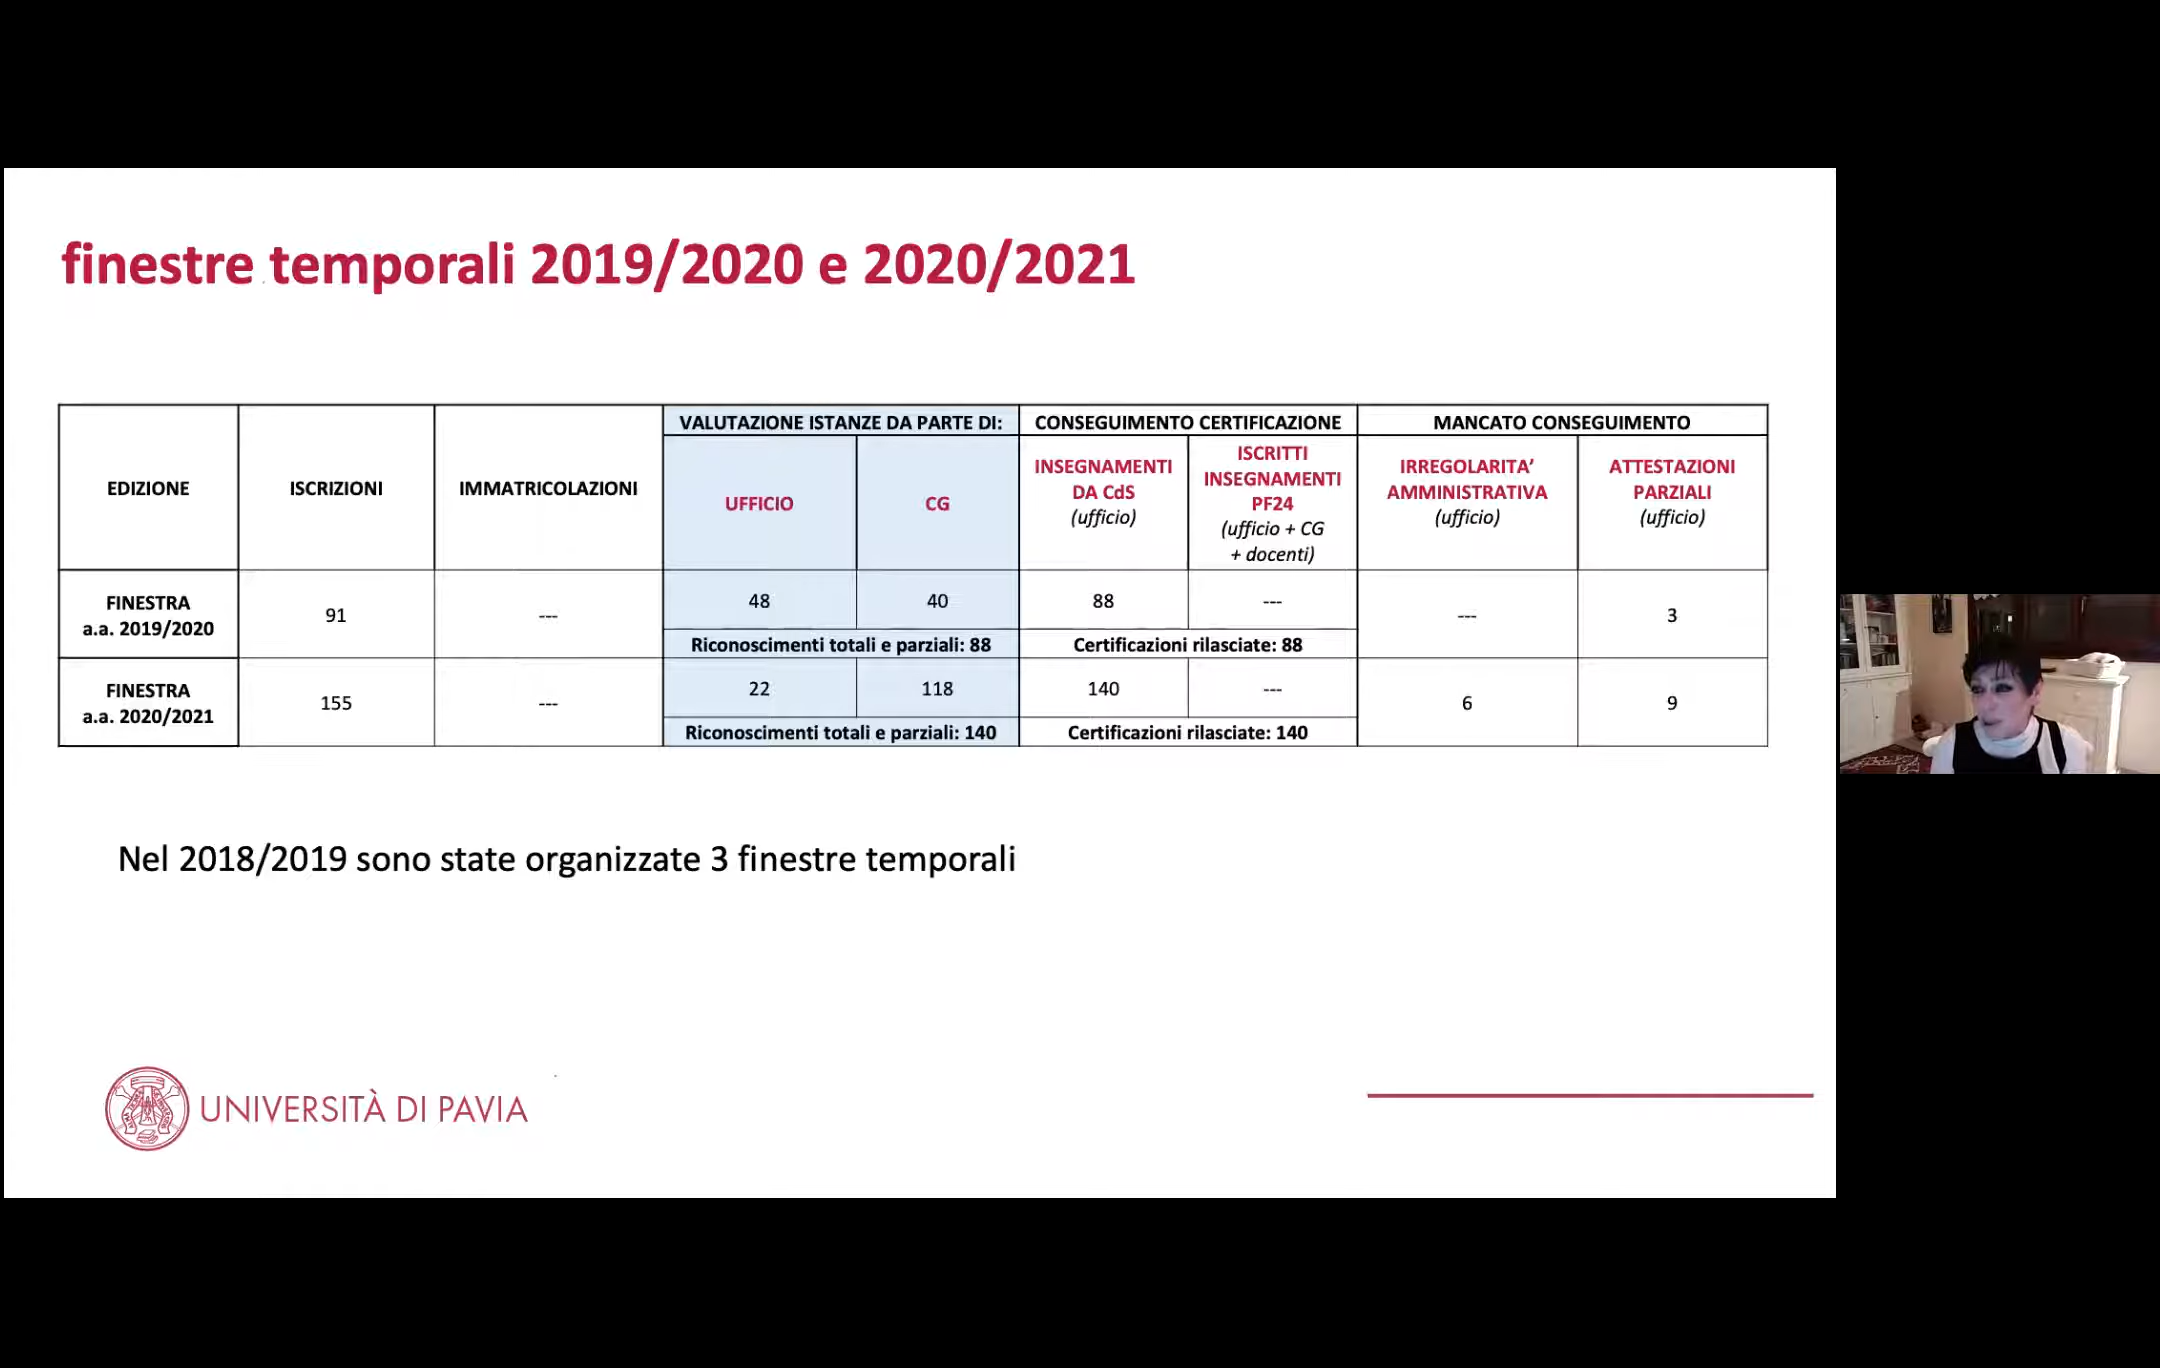 finestre temporali 2019/2020 e 2020/2021
EDIZIONE
ISCRIZIONI
IMMATRICOLAZIONI
VALUTAZIONE ISTANZE DA PARTE DI:
UFFICIO
CG
CONSEGUIMENTO CERTIFICAZIONE
INSEGNAMENTI
DA CdS
(ufficio)
ISCRITTI
INSEGNAMENTI
PF24
(ufficio + CG
+ docenti)
MANCATO CONSEGUIMENTO
IRREGOLARITA’
AMMINISTRATIVA
(ufficio)
ATTESTAZIONI
PARZIALI
(ufficio)
FINESTRA
a.a. 2019/2020
91
---
48
40
88
---
---
3
Riconoscimenti totali e parziali: 88
Certificazioni rilasciate: 88
FINESTRA
a.a. 2020/2021
155
---
22
118
140
---
6
9
Riconoscimenti totali e parziali: 140
Certificazioni rilasciate: 140
Nel 2018/2019 sono state organizzate 3 finestre temporali
UNIVERSITÀ DI PAVIA